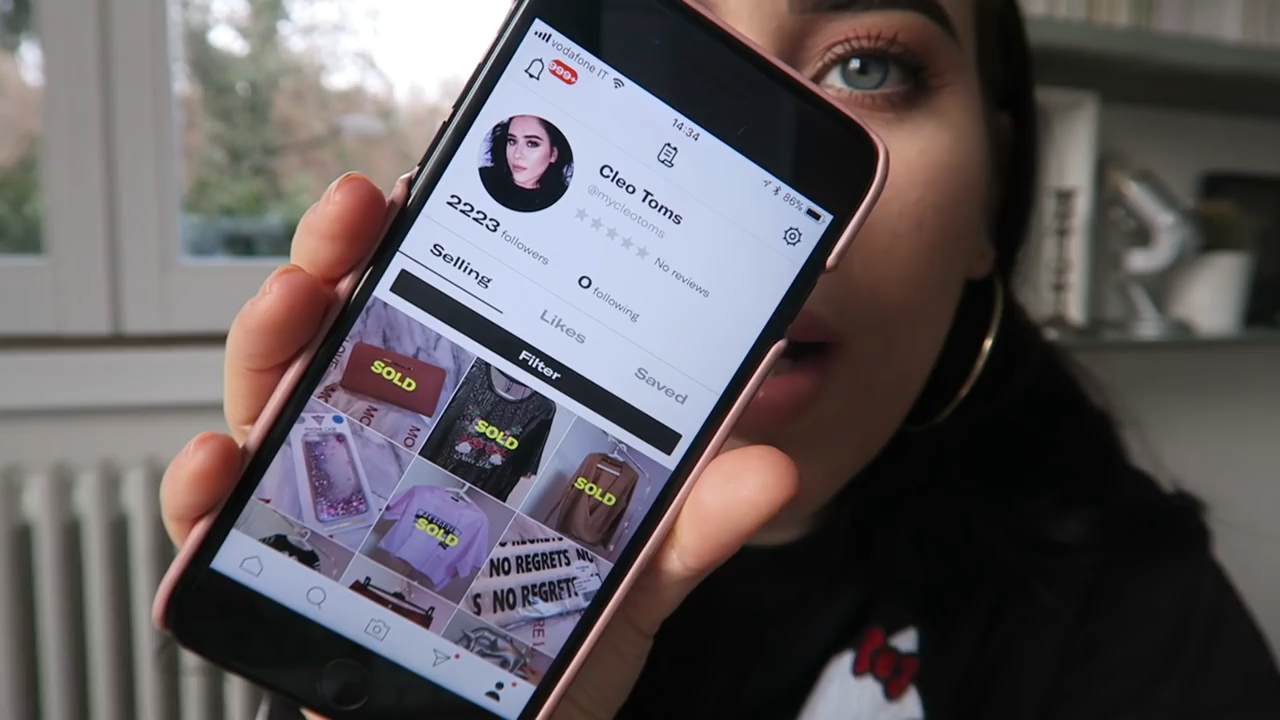 vodafone IT
14:34
86%
999+
Cleo Toms
@mycleotoms
No reviews
2223 followers
0 following
Selling
Likes
Saved
Filter
SOLD
SOLD
SOLD
SOLD
NO REGRETS
NO REGRETS